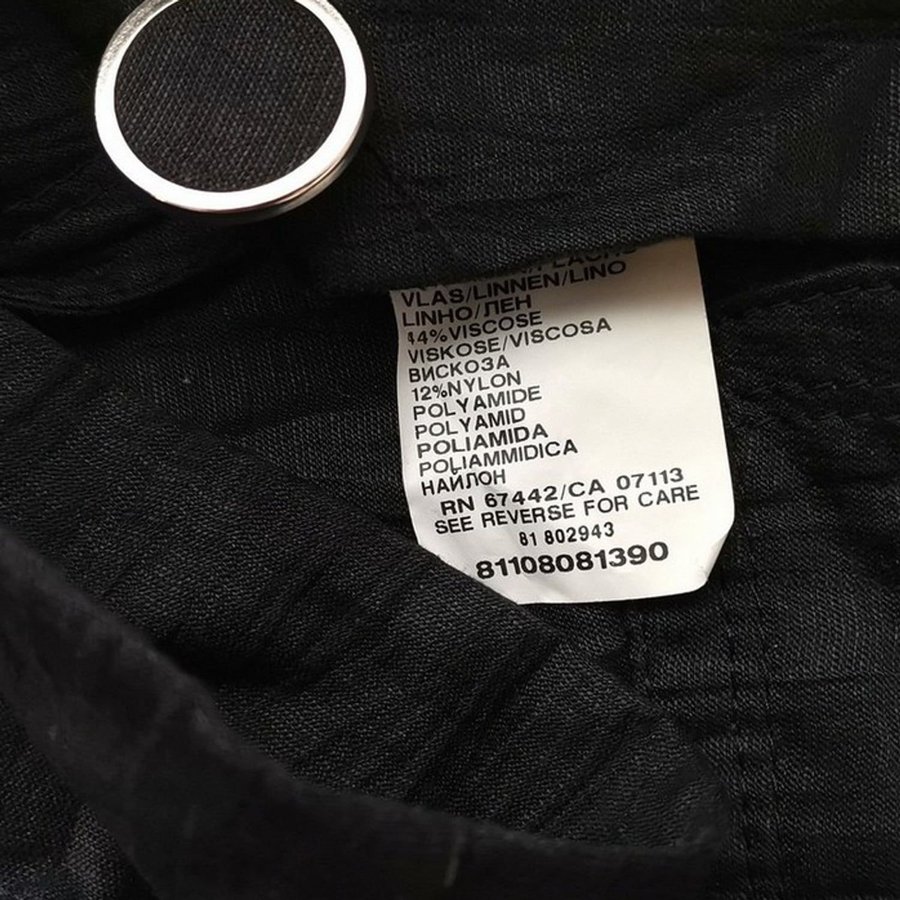 VLAS/LINNEN/LINO
LINHO/ЛЕН
44%VISCOSE
VISKOSE/VISCOSA
ВИСКОЗА
12%NYLON
POLYAMIDE
POLYAMID
POLIAMIDA
POLIAMMIDICA
НАЙЛОН
RN 67442/CA 07113
SEE REVERSE FOR CARE
81 802943
81108081390